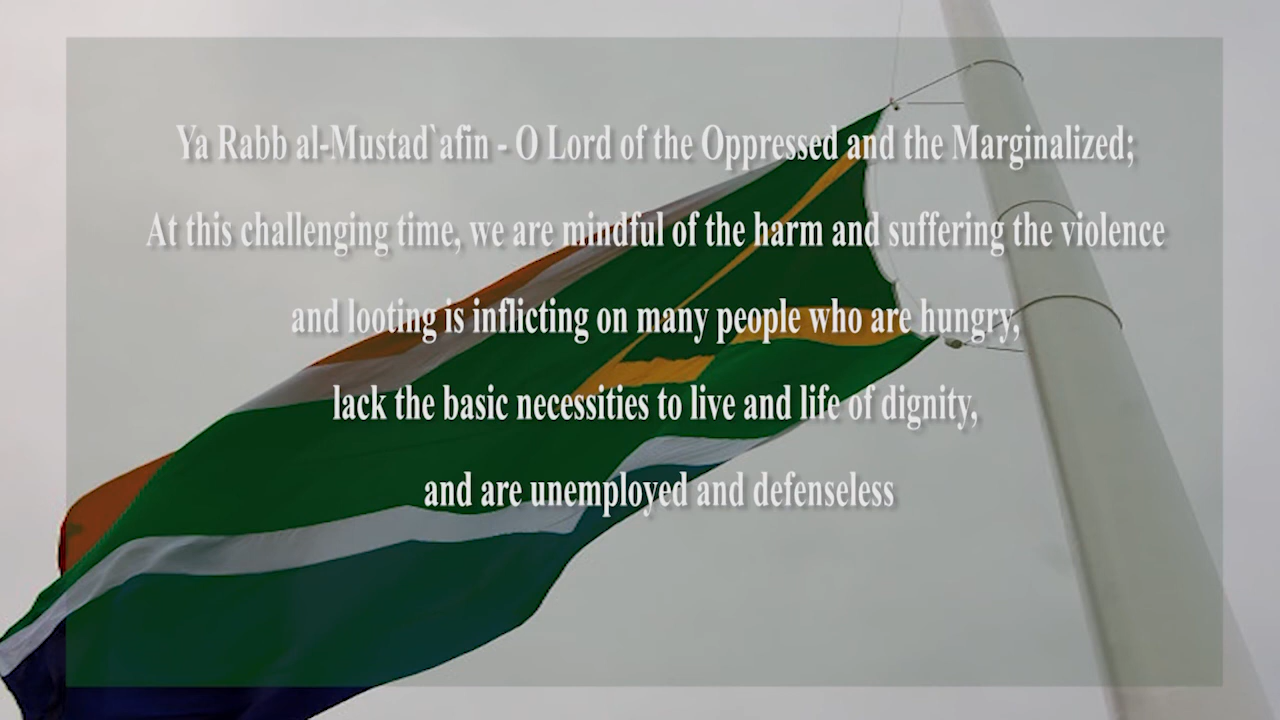 Ya Rabb al-Mustad`afin - O Lord of the Oppressed and the Marginalized;
At this challenging time, we are mindful of the harm and suffering the violence
and looting is inflicting on many people who are hungry,
lack the basic necessities to live and life of dignity,
and are unemployed and defenseless